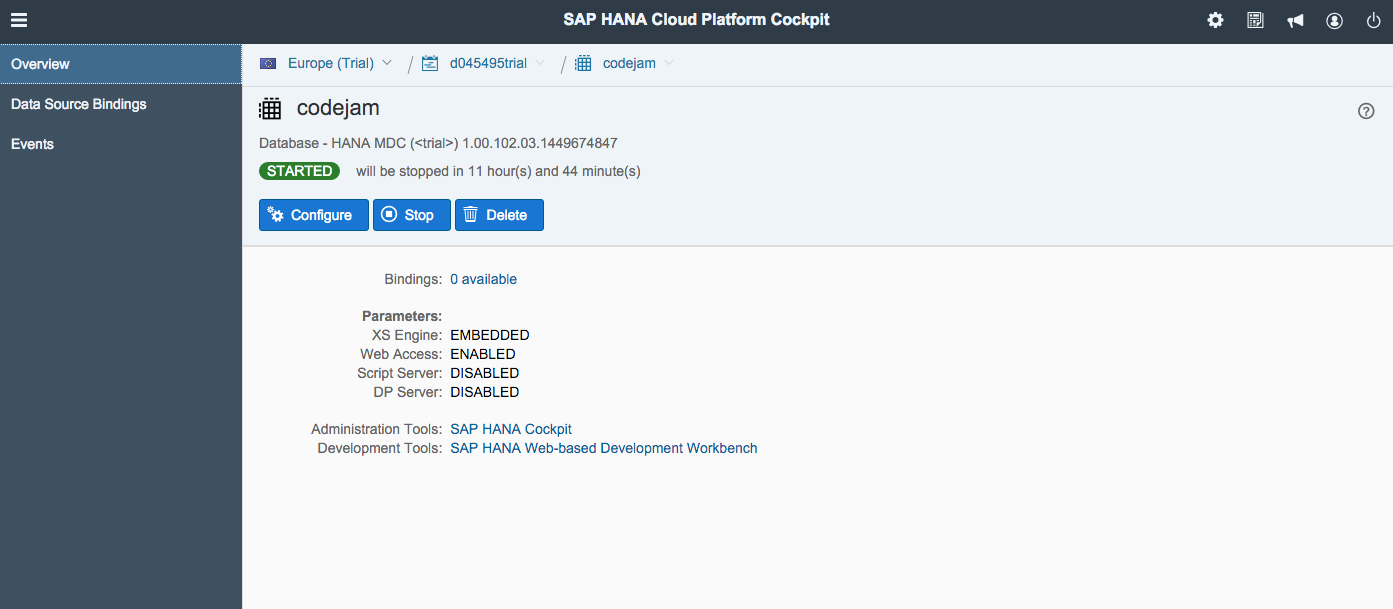 SAP HANA Cloud Platform Cockpit
Overview
Data Source Bindings
Events
Europe (Trial) / d045495trial / codejam
codejam
Database - HANA MDC (<trial>) 1.00.102.03.1449674847
STARTED will be stopped in 11 hour(s) and 44 minute(s)
Configure Stop Delete
Bindings: 0 available
Parameters:
XS Engine: EMBEDDED
Web Access: ENABLED
Script Server: DISABLED
DP Server: DISABLED
Administration Tools: SAP HANA Cockpit
Development Tools: SAP HANA Web-based Development Workbench